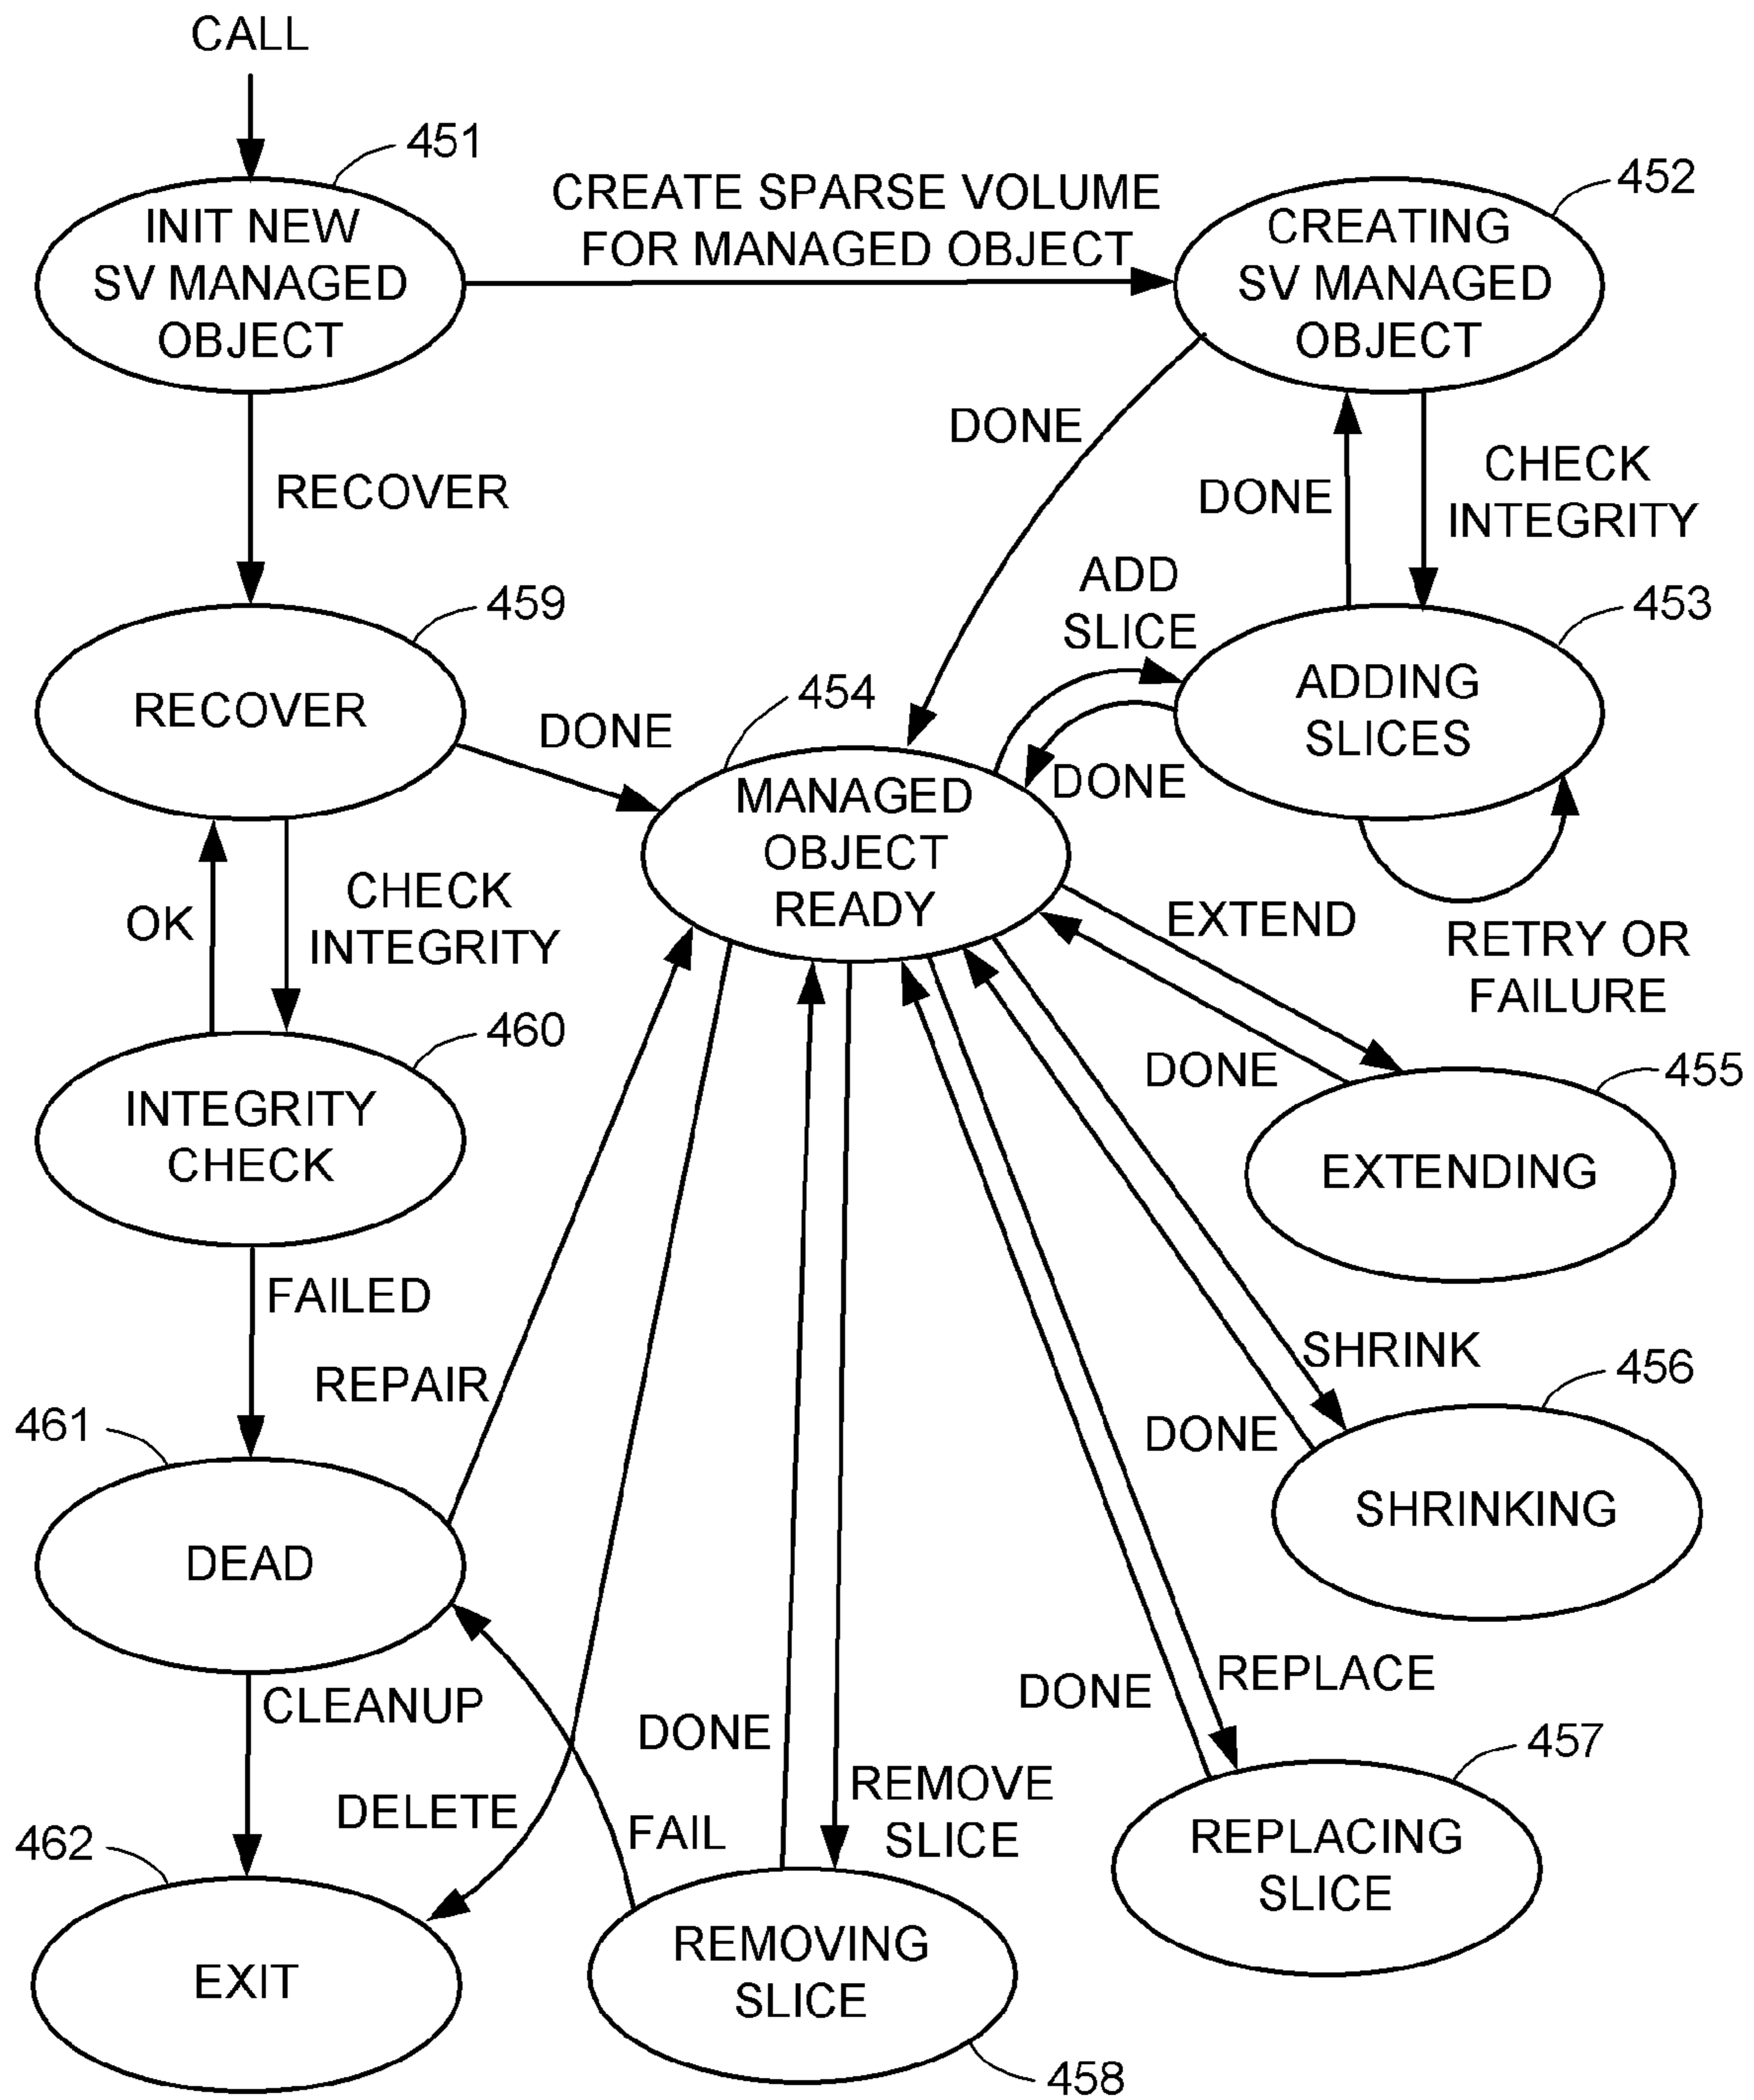 CALL
451
INIT NEW
SV MANAGED
OBJECT
CREATE SPARSE VOLUME
FOR MANAGED OBJECT
452
CREATING
SV MANAGED
OBJECT
RECOVER
DONE
DONE
CHECK
INTEGRITY
459
RECOVER
DONE
454
MANAGED
OBJECT
READY
ADD
SLICE
DONE
453
ADDING
SLICES
RETRY OR
FAILURE
OK
CHECK
INTEGRITY
460
INTEGRITY
CHECK
EXTEND
DONE
455
EXTENDING
FAILED
REPAIR
SHRINK
DONE
456
SHRINKING
461
DEAD
CLEANUP
DELETE
FAIL
DONE
REMOVE
SLICE
DONE
REPLACE
457
REPLACING
SLICE
462
EXIT
REMOVING
SLICE
458